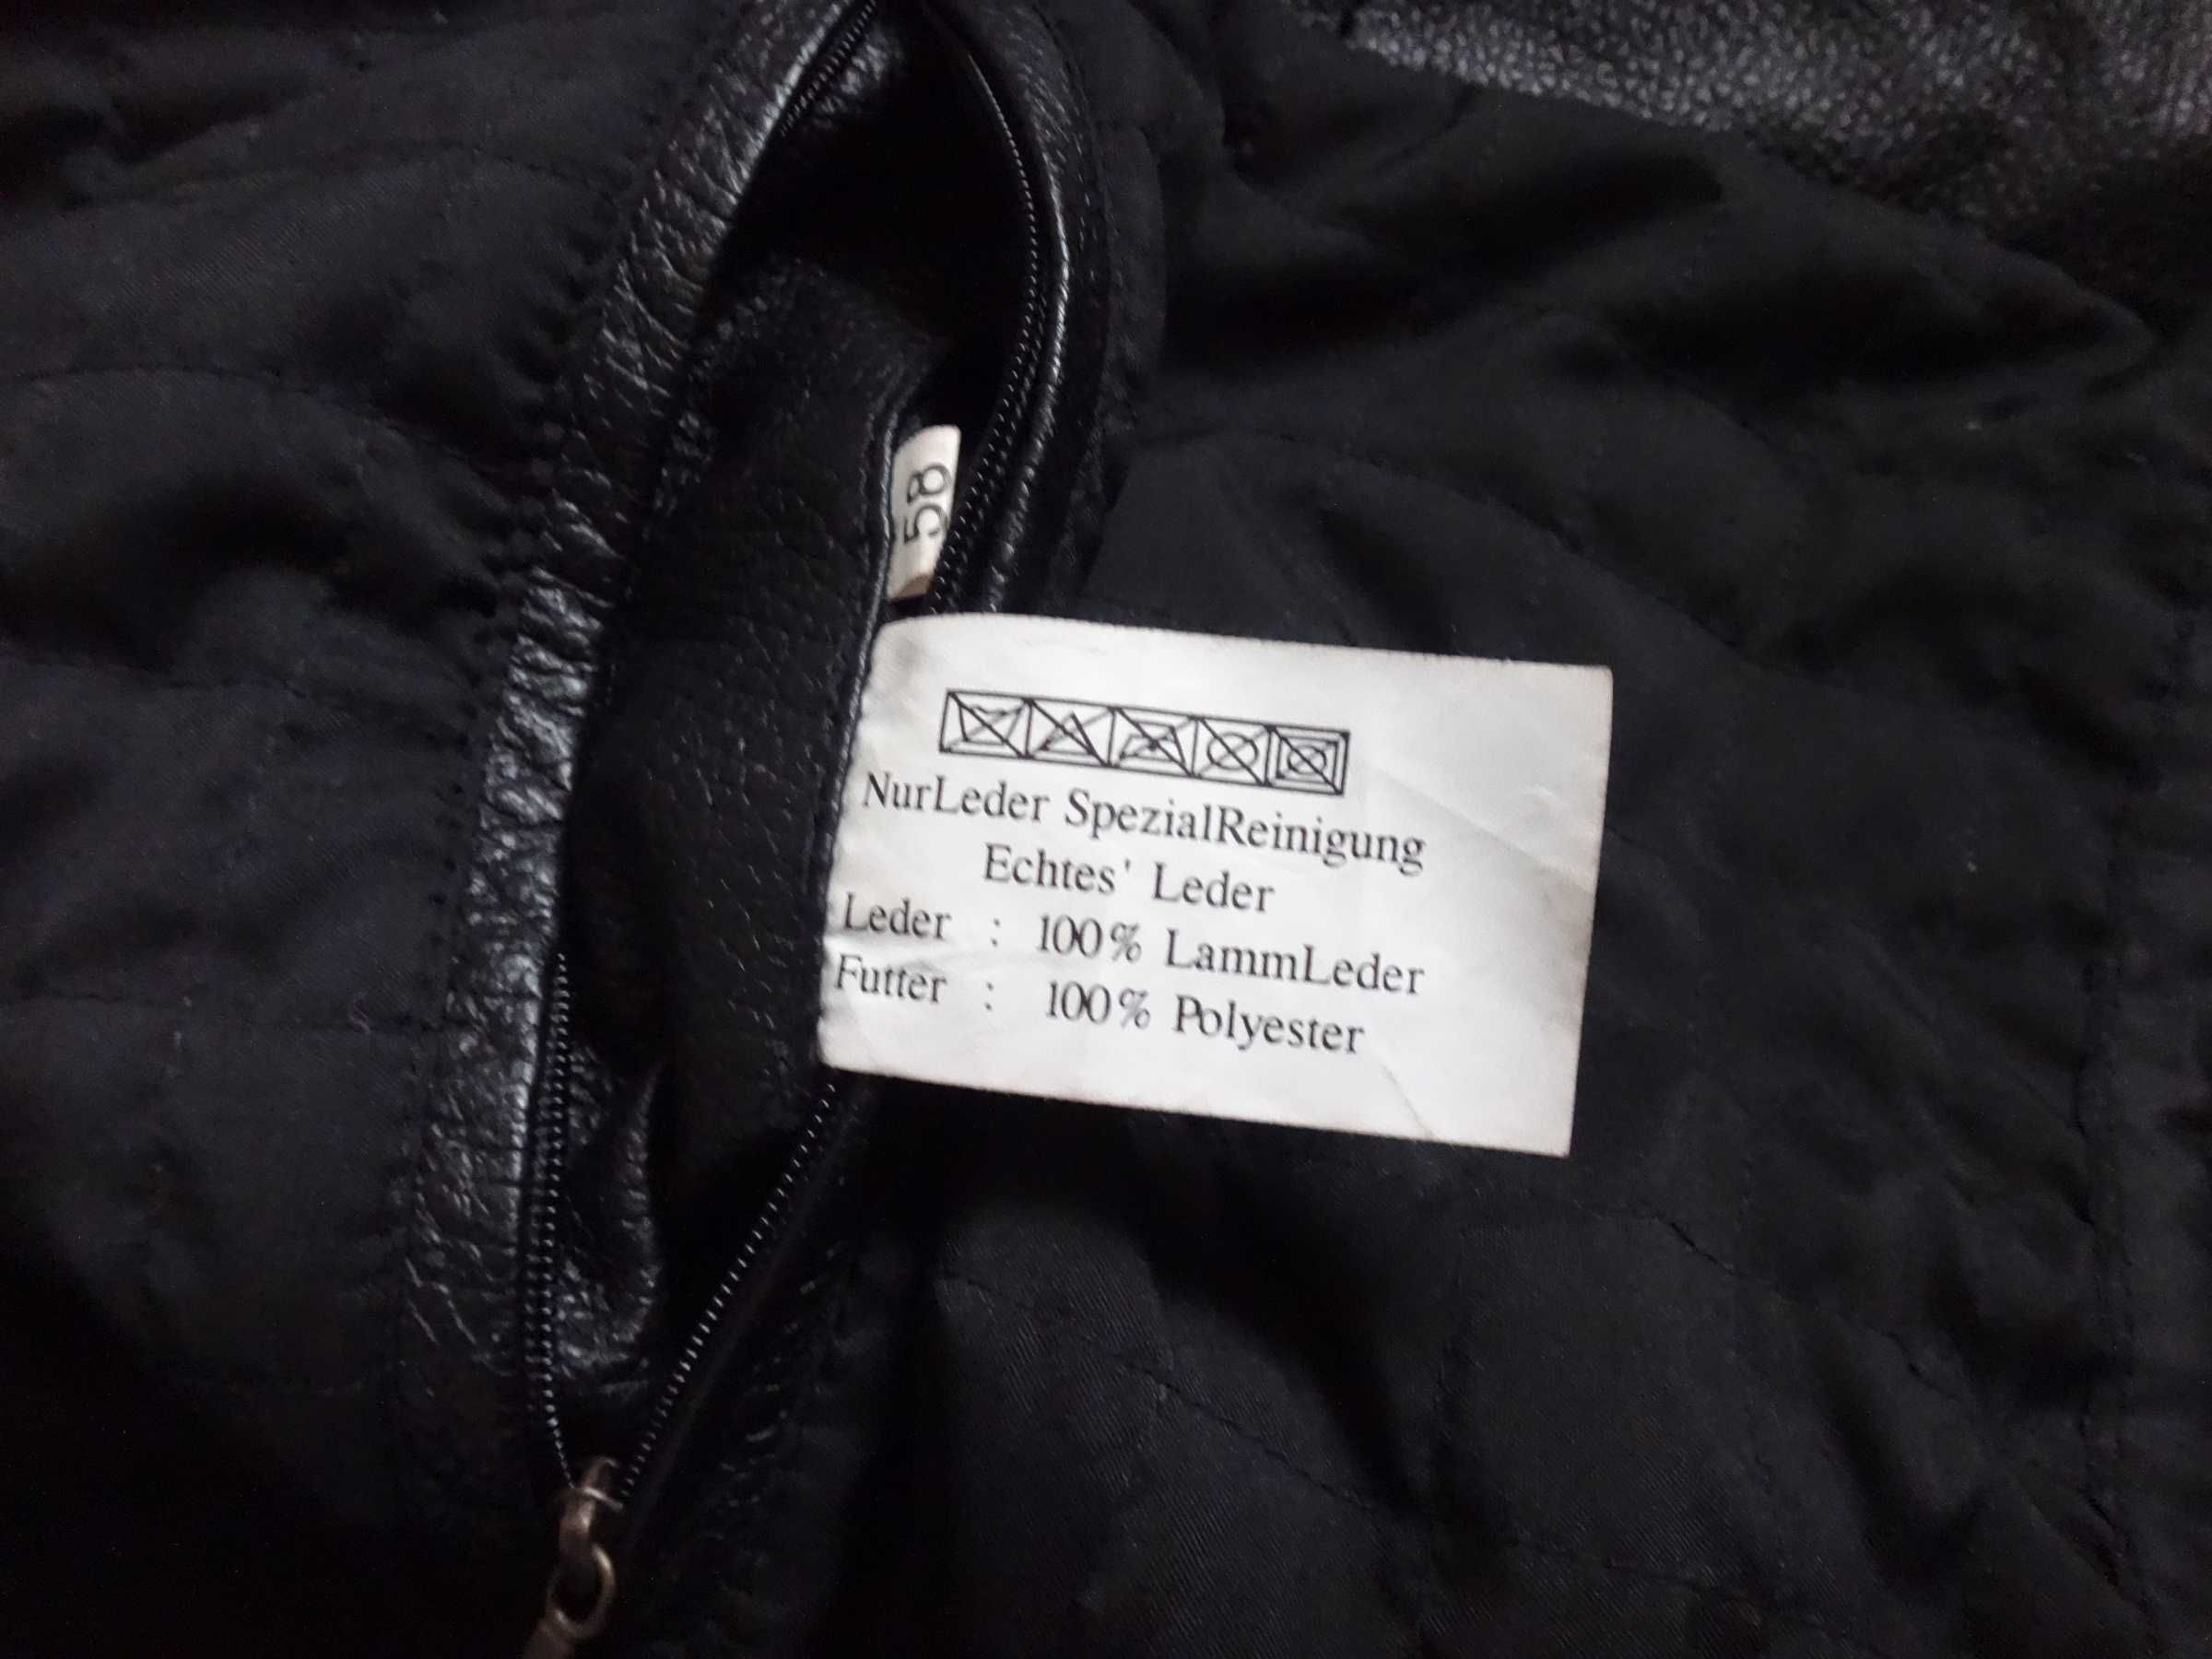 58
NurLeder SpezialReinigung
Echtes' Leder
Leder : 100% LammLeder
Futter : 100% Polyester